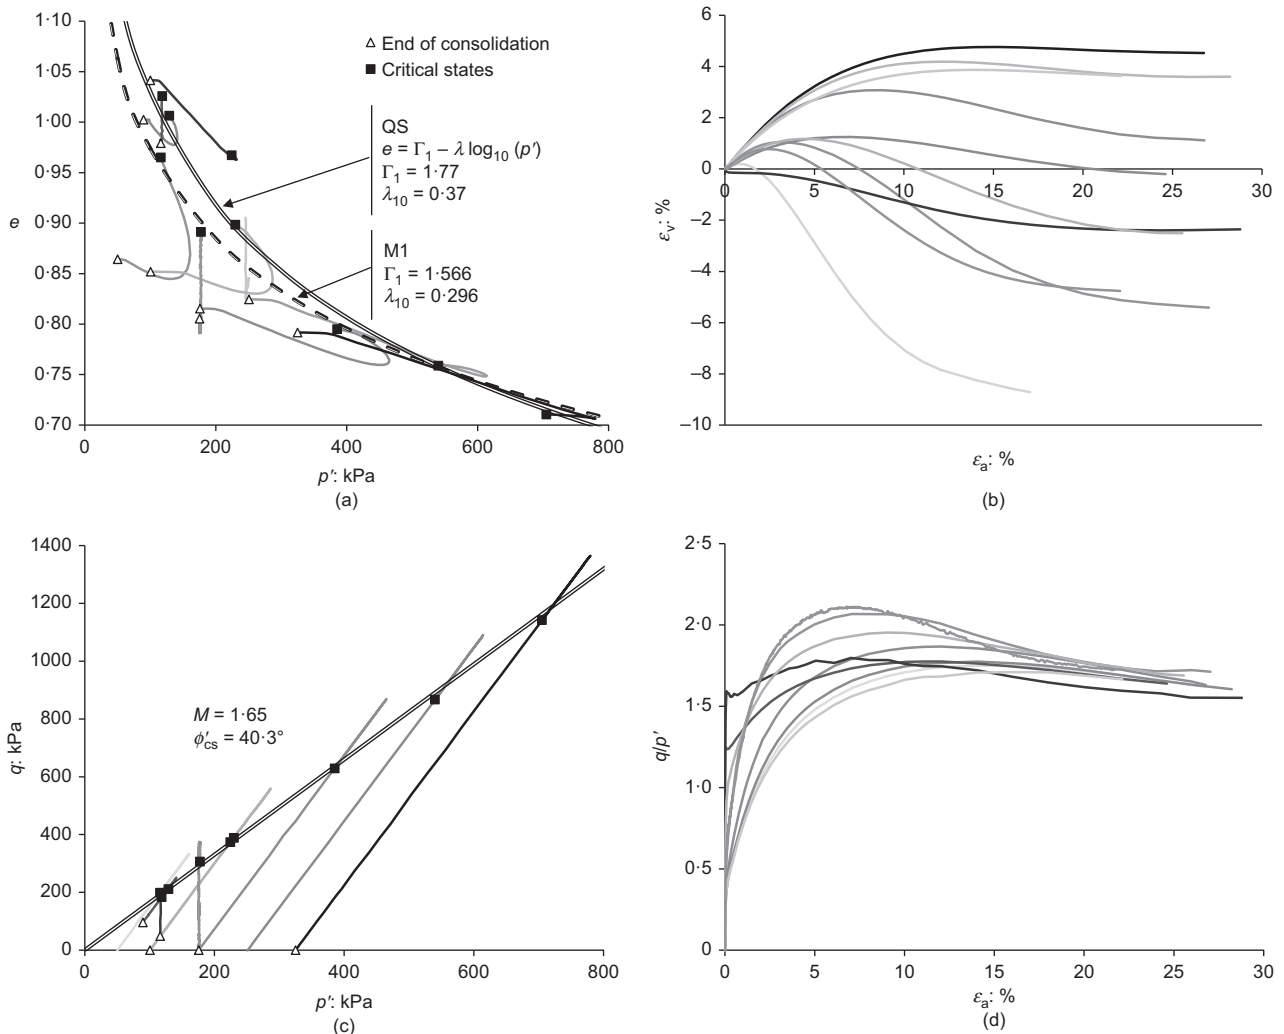 1·10
1·05
1·00
0·95
0·90
0·85
0·80
0·75
0·70
e
0
200
400
600
800
p′: kPa
(a)
End of consolidation
Critical states
QS
e = Γ1 – λ log10 (p′)
Γ1 = 1·77
λ10 = 0·37
M1
Γ1 = 1·566
λ10 = 0·296
6
4
2
0
–2
–4
–6
–8
–10
εv: %
0
5
10
15
20
25
30
εa: %
(b)
1400
1200
1000
800
600
400
200
0
q: kPa
M = 1·65
ϕ′cs = 40·3°
0
200
400
600
800
p′: kPa
(c)
2·5
2·0
1·5
1·0
0·5
0
q/p′
0
5
10
15
20
25
30
εa: %
(d)